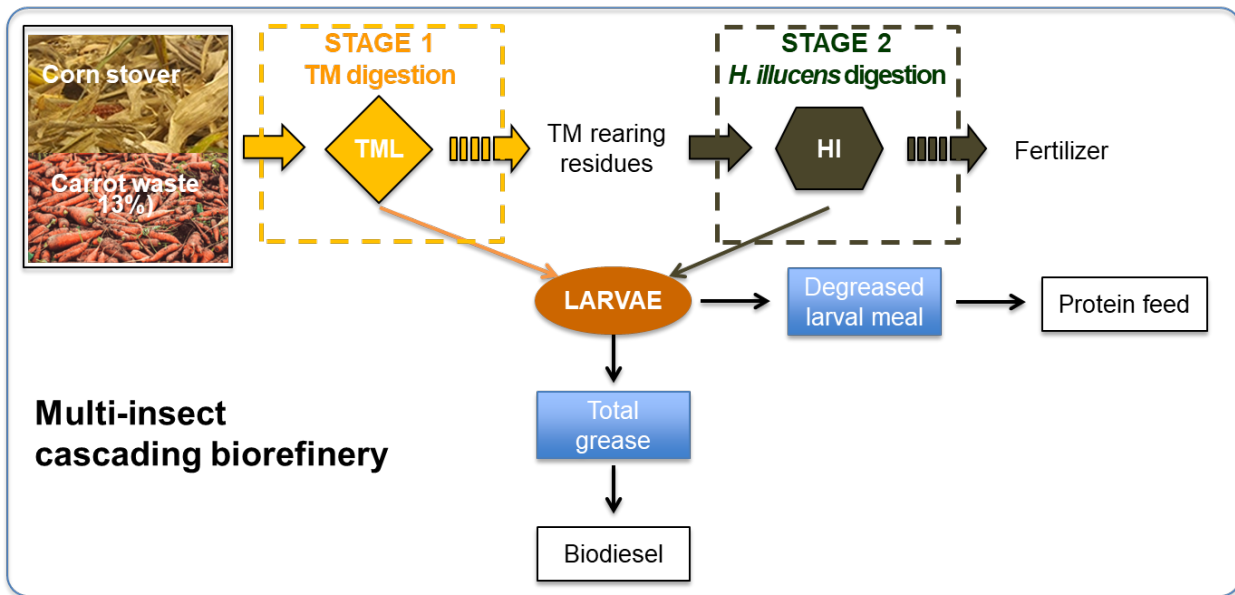 Corn stover
Carrot waste
13%)
STAGE 1
TM digestion
TML
TM rearing
residues
STAGE 2
H. illucens digestion
HI
Fertilizer
LARVAE
Degreased
larval meal
Protein feed
Total
grease
Biodiesel
Multi-insect
cascading biorefinery